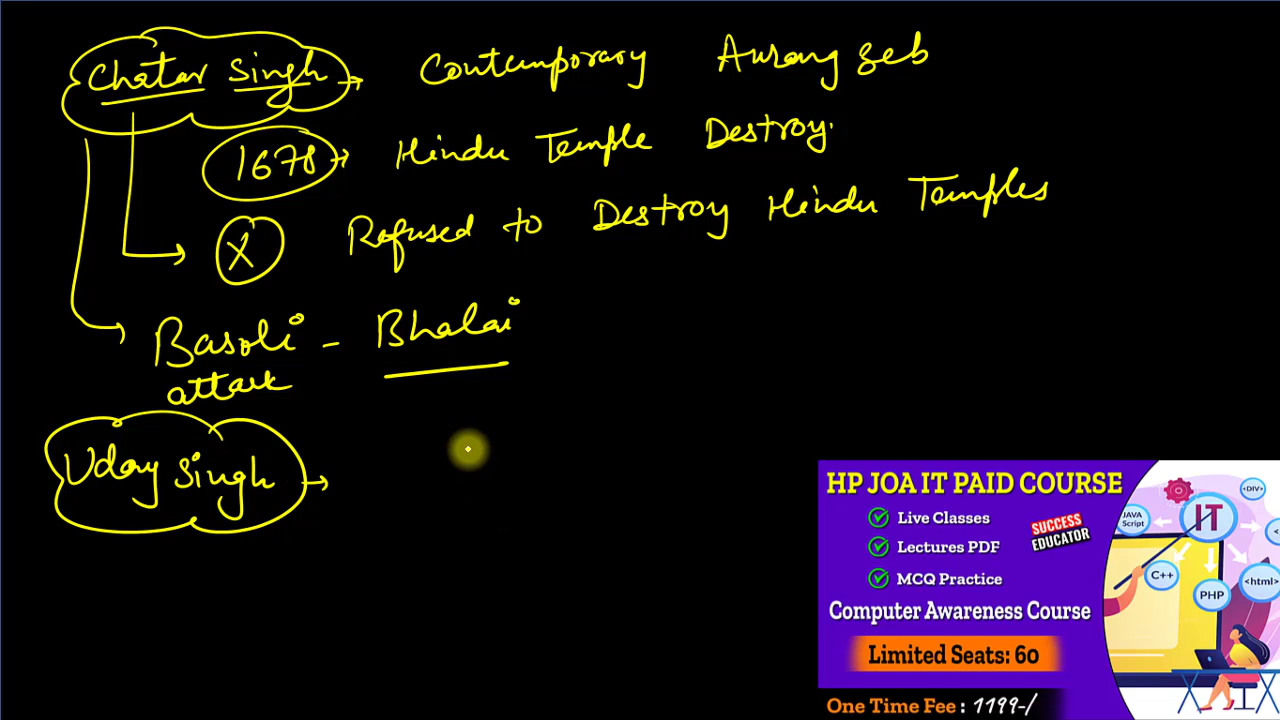 Chatar Singh → Contemporary Aurangzeb
1678 → Hindu Temple Destroy.
X Refused to Destroy Hindu Temples
Basoli - Bhalai
attack
Uday Singh →
HP JOA IT PAID COURSE
Live Classes
Lectures PDF
MCQ Practice
SUCCESS
EDUCATOR
Computer Awareness Course
Limited Seats: 60
One Time Fee : 1199-/
JAVA
Script
IT
<DIV>
C++
PHP
<html>